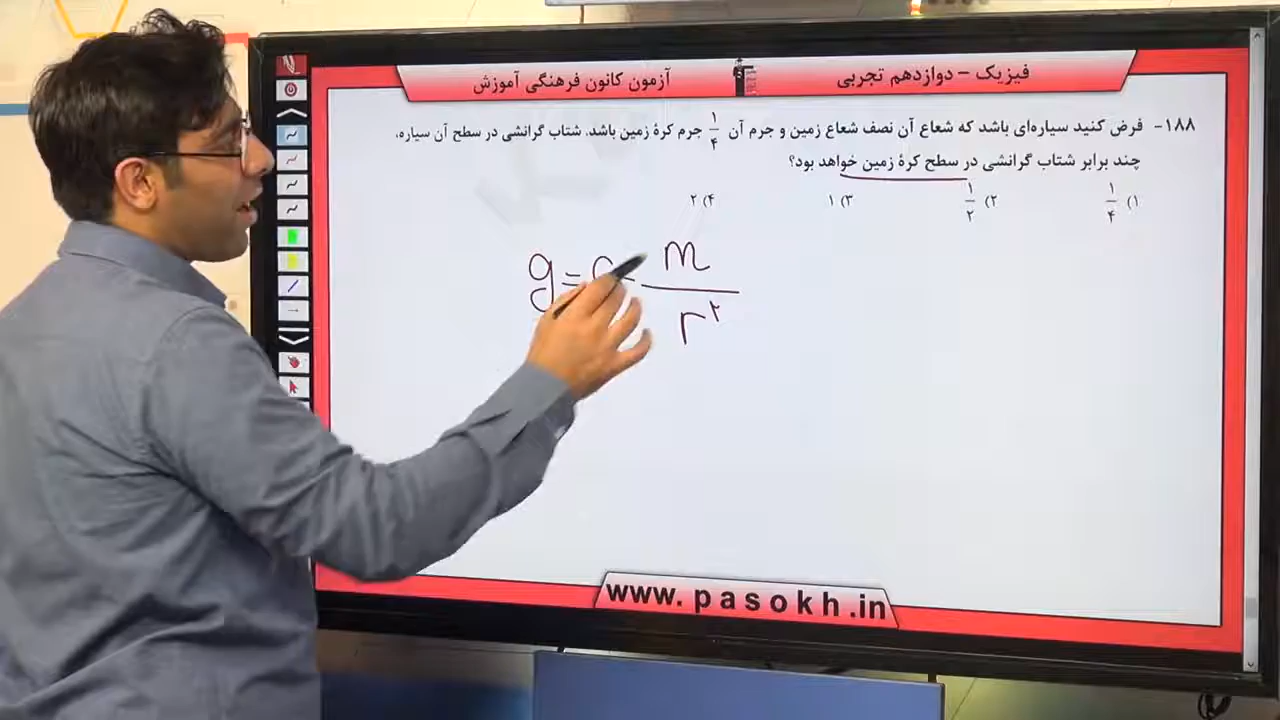 فیزیک – دوازدهم تجربی
آزمون کانون فرهنگی آموزش
۱۸۸- فرض کنید سیاره‌ای باشد که شعاع آن نصف شعاع زمین و جرم آن ۱/۴ جرم کرهٔ زمین باشد. شتاب گرانشی در سطح آن سیاره،
چند برابر شتاب گرانشی در سطح کرهٔ زمین خواهد بود؟
۱) ۱/۴ ۲) ۱/۲ ۳) ۱ ۴) ۲
g = m / r²
www.pasokh.in